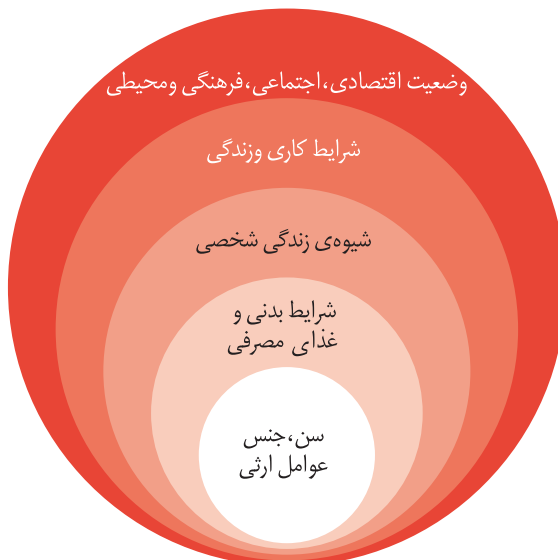 وضعیت اقتصادی،اجتماعی،فرهنگی ومحیطی
شرایط کاری وزندگی
شیوه‌ی زندگی شخصی
شرایط بدنی و
غذای مصرفی
سن،جنس
عوامل ارثی